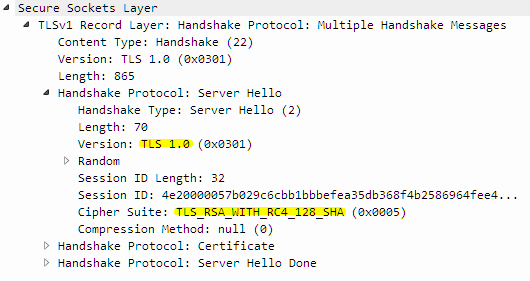 Secure Sockets Layer
TLSv1 Record Layer: Handshake Protocol: Multiple Handshake Messages
Content Type: Handshake (22)
Version: TLS 1.0 (0x0301)
Length: 865
Handshake Protocol: Server Hello
Handshake Type: Server Hello (2)
Length: 70
Version: TLS 1.0 (0x0301)
Random
Session ID Length: 32
Session ID: 4e20000057b029c6cbb1bbbefea35db368f4b2586964fee4...
Cipher Suite: TLS_RSA_WITH_RC4_128_SHA (0x0005)
Compression Method: null (0)
Handshake Protocol: Certificate
Handshake Protocol: Server Hello Done